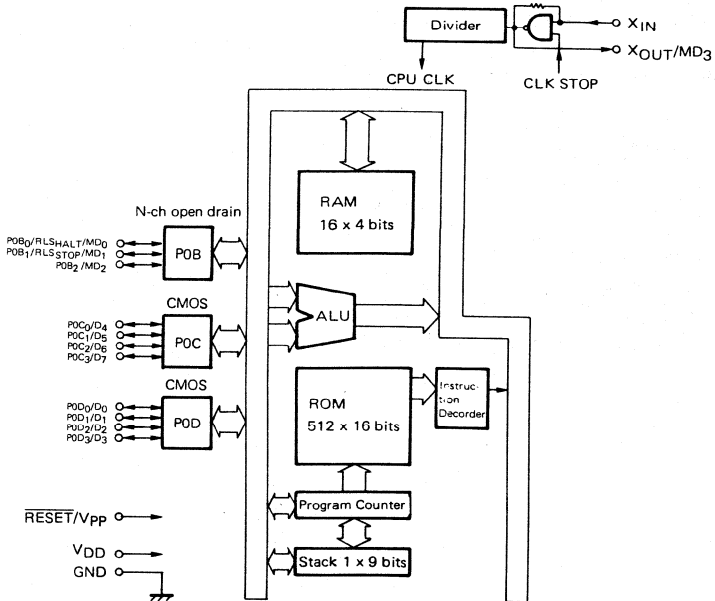 Divider
XIN
XOUT/MD3
CPU CLK
CLK STOP
RAM
16 x 4 bits
N-ch open drain
P0B0/RLSHALT/MD0
P0B1/RLSSTOP/MD1
P0B2/MD2
P0B
ALU
CMOS
P0C0/D4
P0C1/D5
P0C2/D6
P0C3/D7
P0C
CMOS
P0D0/D0
P0D1/D1
P0D2/D2
P0D3/D3
P0D
ROM
512 x 16 bits
Instruc-
tion
Decorder
Program Counter
RESET/VPP
VDD
GND
Stack 1 x 9 bits